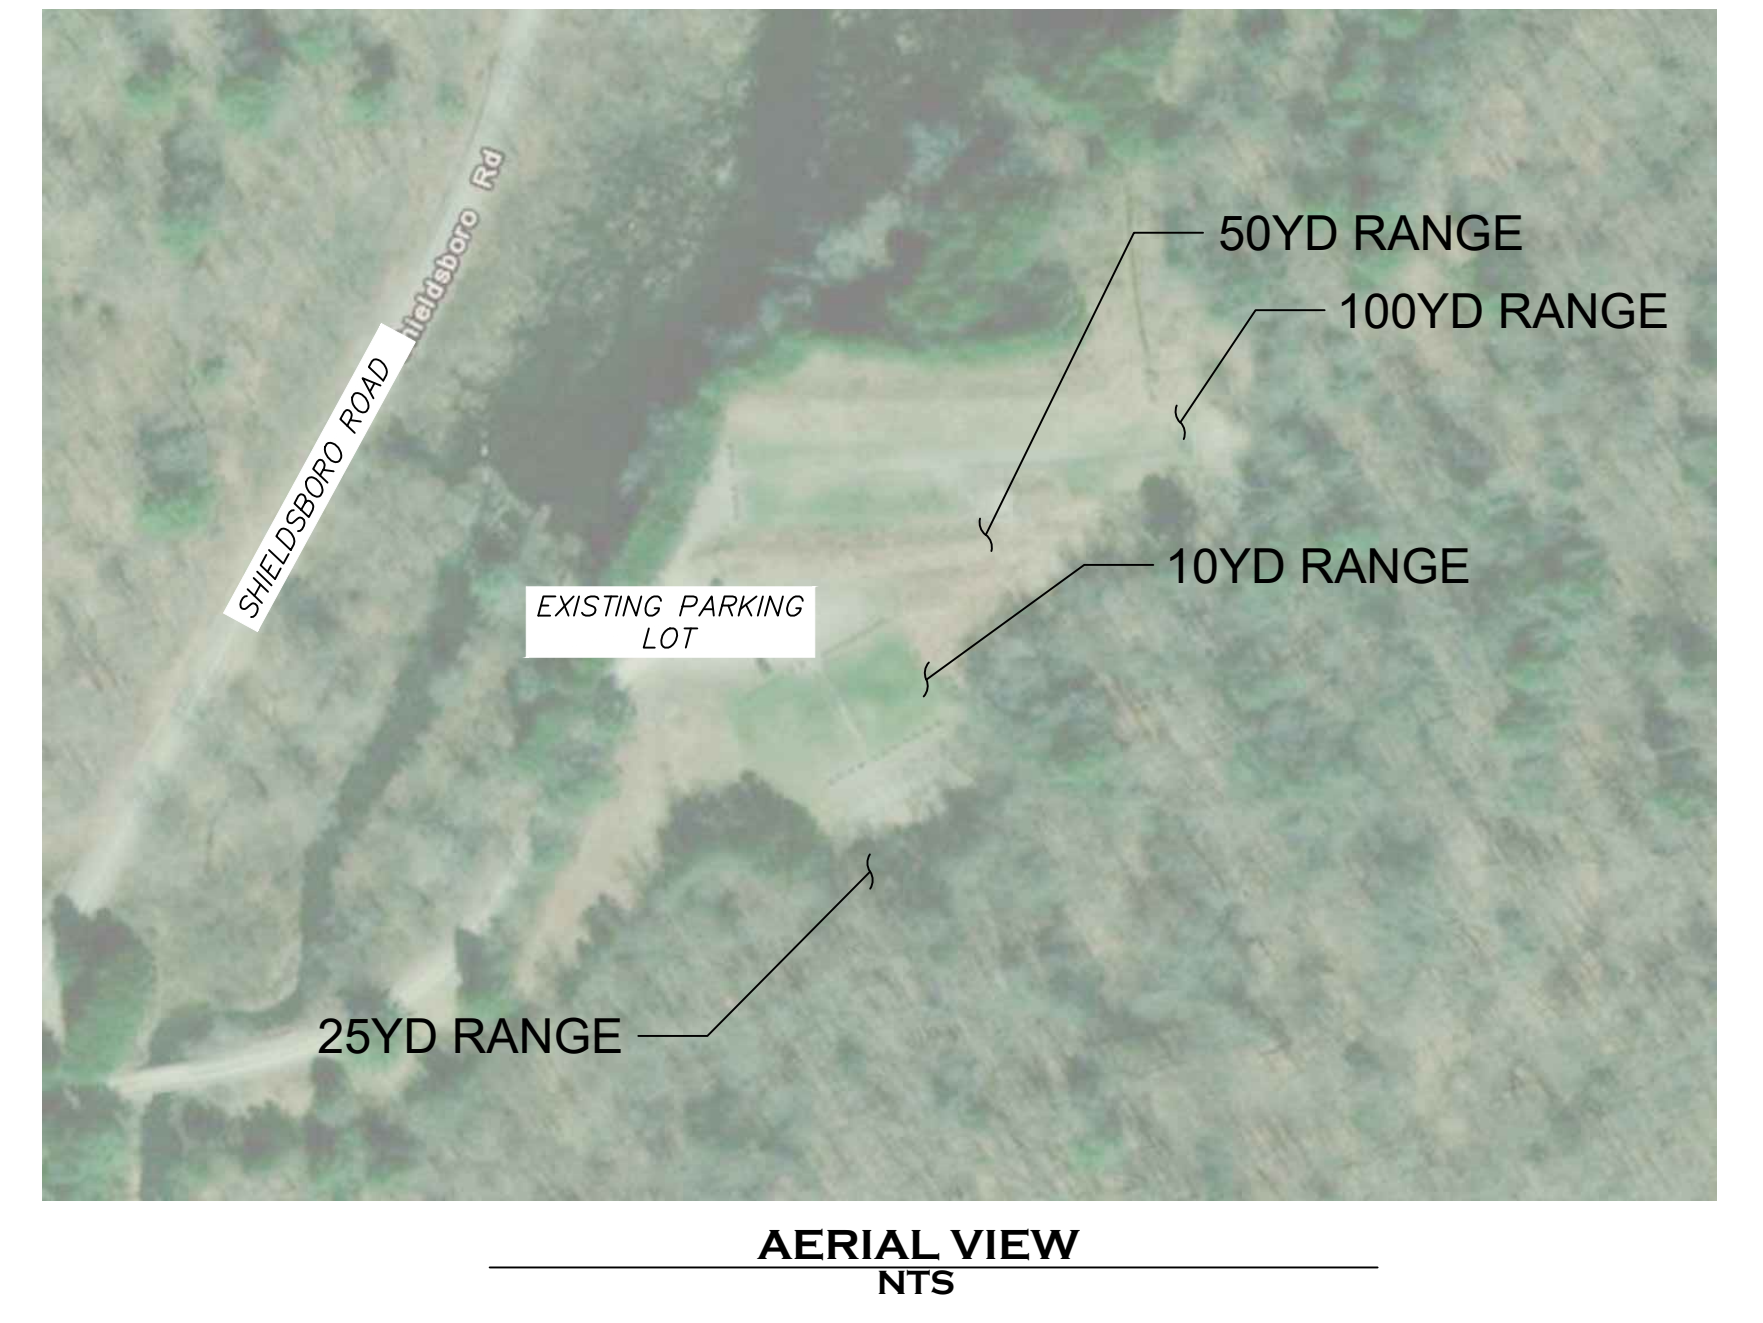 Shieldsboro Rd
50YD RANGE
100YD RANGE
SHIELDSBORO ROAD
10YD RANGE
EXISTING PARKING
LOT
25YD RANGE
AERIAL VIEW
NTS